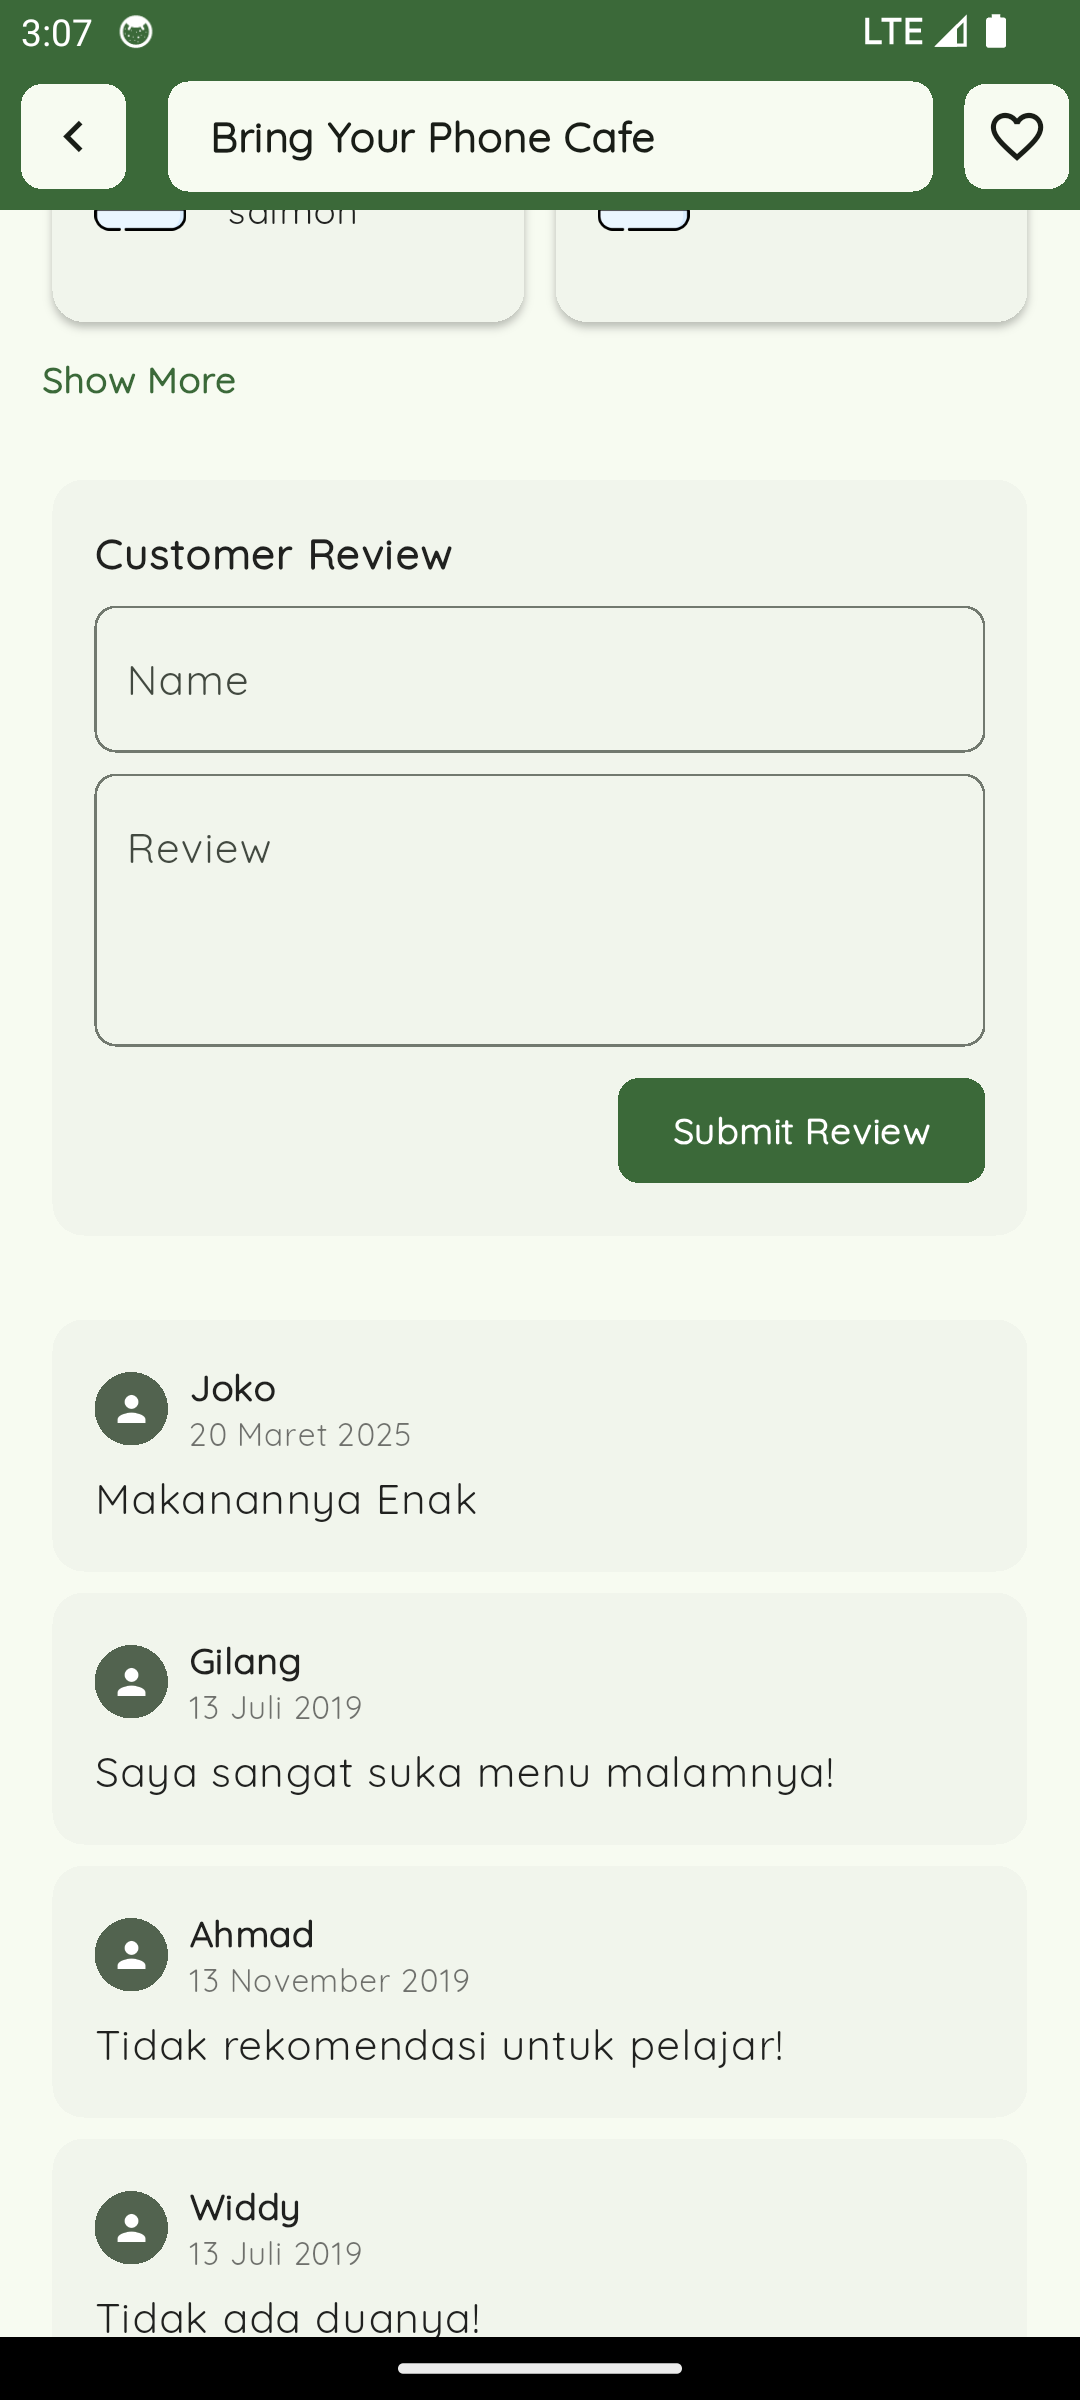 3:07
LTE
Bring Your Phone Cafe
salmon
Show More
Customer Review
Name
Review
Submit Review
Joko
20 Maret 2025
Makanannya Enak
Gilang
13 Juli 2019
Saya sangat suka menu malamnya!
Ahmad
13 November 2019
Tidak rekomendasi untuk pelajar!
Widdy
13 Juli 2019
Tidak ada duanya!